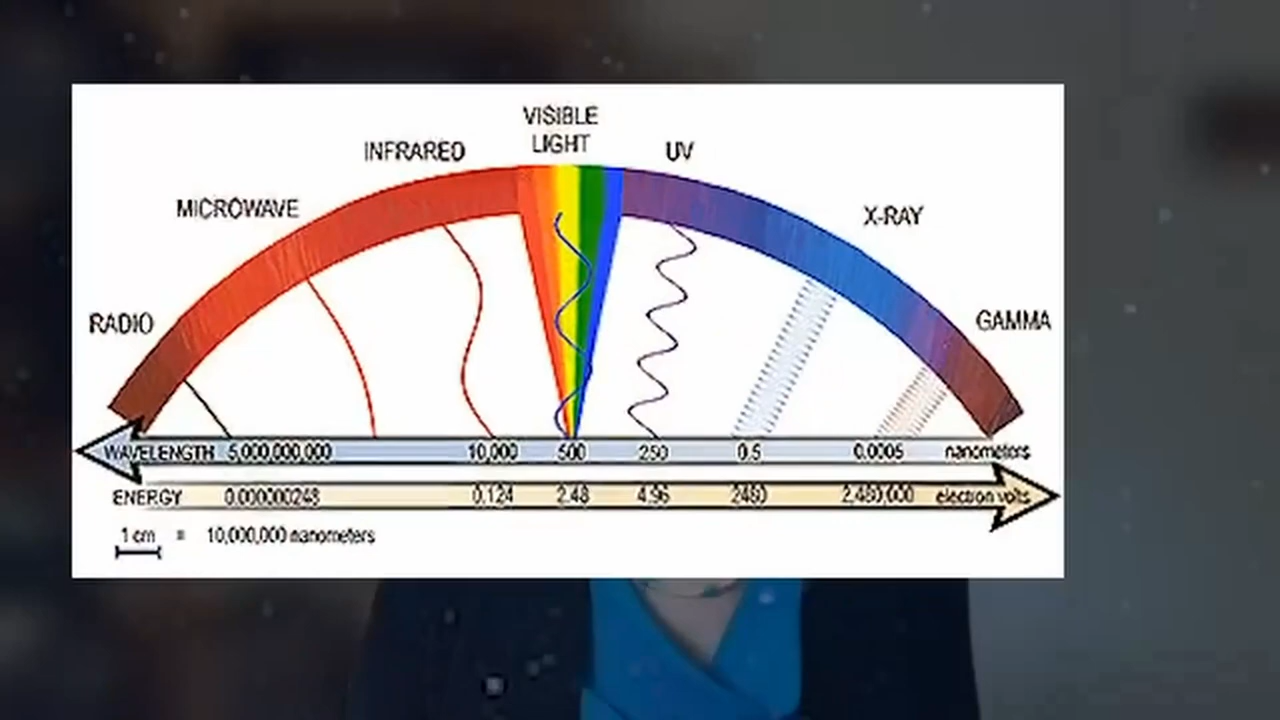 VISIBLE
LIGHT
INFRARED
UV
MICROWAVE
X-RAY
RADIO
GAMMA
WAVELENGTH 5,000,000,000 10,000 500 250 0.5 0.0005 nanometers
ENERGY 0.000000248 0.124 2.48 4.96 2480 2,480,000 electron volts
1 cm = 10,000,000 nanometers